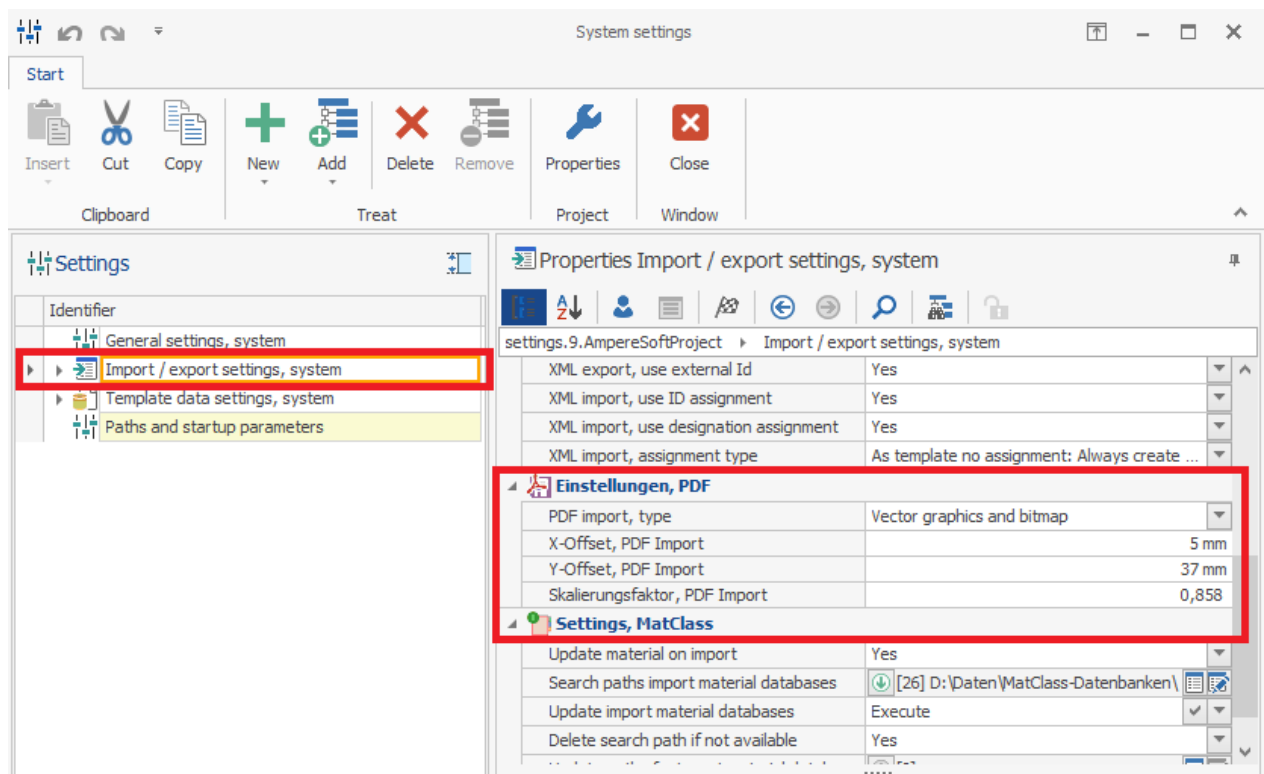 System settings
Start
Insert
Cut
Copy
New
Add
Delete
Remove
Properties
Close
Clipboard
Treat
Project
Window
Settings
Identifier
General settings, system
Import / export settings, system
Template data settings, system
Paths and startup parameters
Properties Import / export settings, system
settings.9.AmpereSoftProject Import / export settings, system
XML export, use external Id Yes
XML import, use ID assignment Yes
XML import, use designation assignment Yes
XML import, assignment type As template no assignment: Always create ...
Einstellungen, PDF
PDF import, type Vector graphics and bitmap
X-Offset, PDF Import 5 mm
Y-Offset, PDF Import 37 mm
Skalierungsfaktor, PDF Import 0,858
Settings, MatClass
Update material on import Yes
Search paths import material databases [26] D:\Daten\MatClass-Datenbanken\
Update import material databases Execute
Delete search path if not available Yes